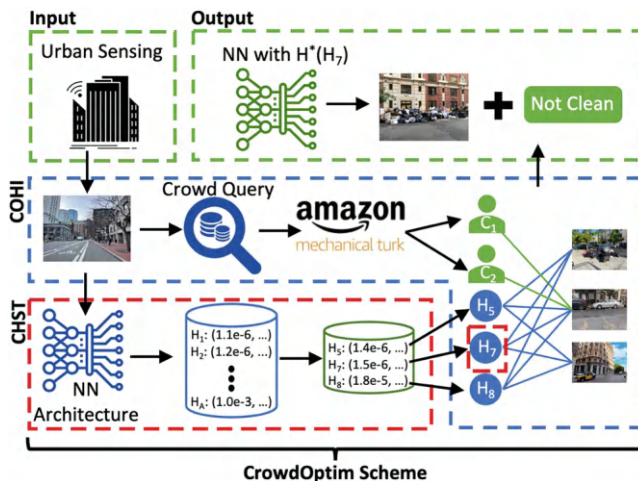 Input
Output
Urban Sensing
NN with H*(H₇)
Not Clean
COHI
Crowd Query
amazon
mechanical turk
C₁
C₂
CHST
NN
Architecture
H₁: (1.1e-6, ...)
H₂: (1.2e-6, ...)
H_A: (1.0e-3, ...)
H₅: (1.4e-6, ...)
H₇: (1.5e-6, ...)
H₈: (1.8e-5, ...)
H₅
H₇
H₈
CrowdOptim Scheme